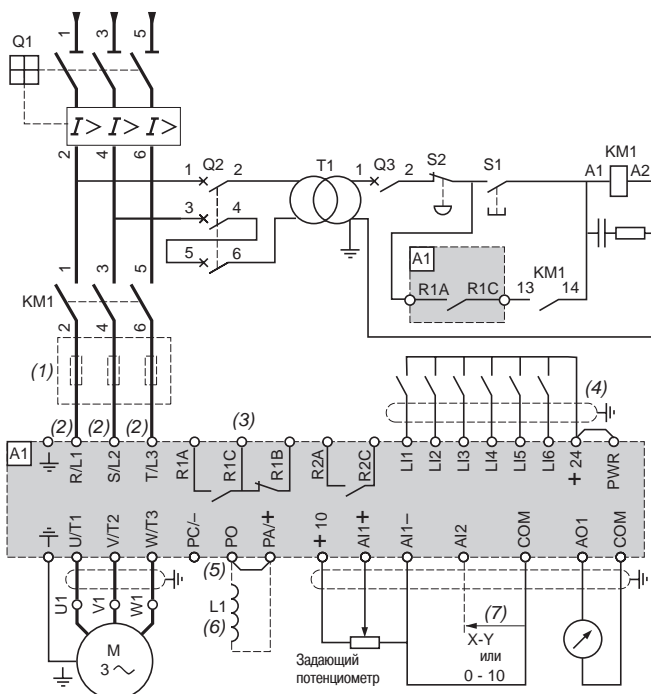 1 3 5
Q1
I> I> I>
2 4 6
1 Q2 2 T1 1 Q3 2 S2 S1 KM1
A1 A2
3 4
5 6
A1
R1A R1C 13 KM1 14
1 3 5
KM1
2 4 6
(1)
(2) (2) (2) (3) (4)
A1
R/L1 S/L2 T/L3 R1A R1C R1B R2A R2C LI1 LI2 LI3 LI4 LI5 LI6 +24 PWR
U/T1 V/T2 W/T3 PC/– PO PA/+ +10 AI1+ AI1– AI2 COM AO1 COM
(5)
U1 V1 W1
L1
(6)
(7)
X-Y
или
0 - 10
M
3 ~
Задающий
потенциометр